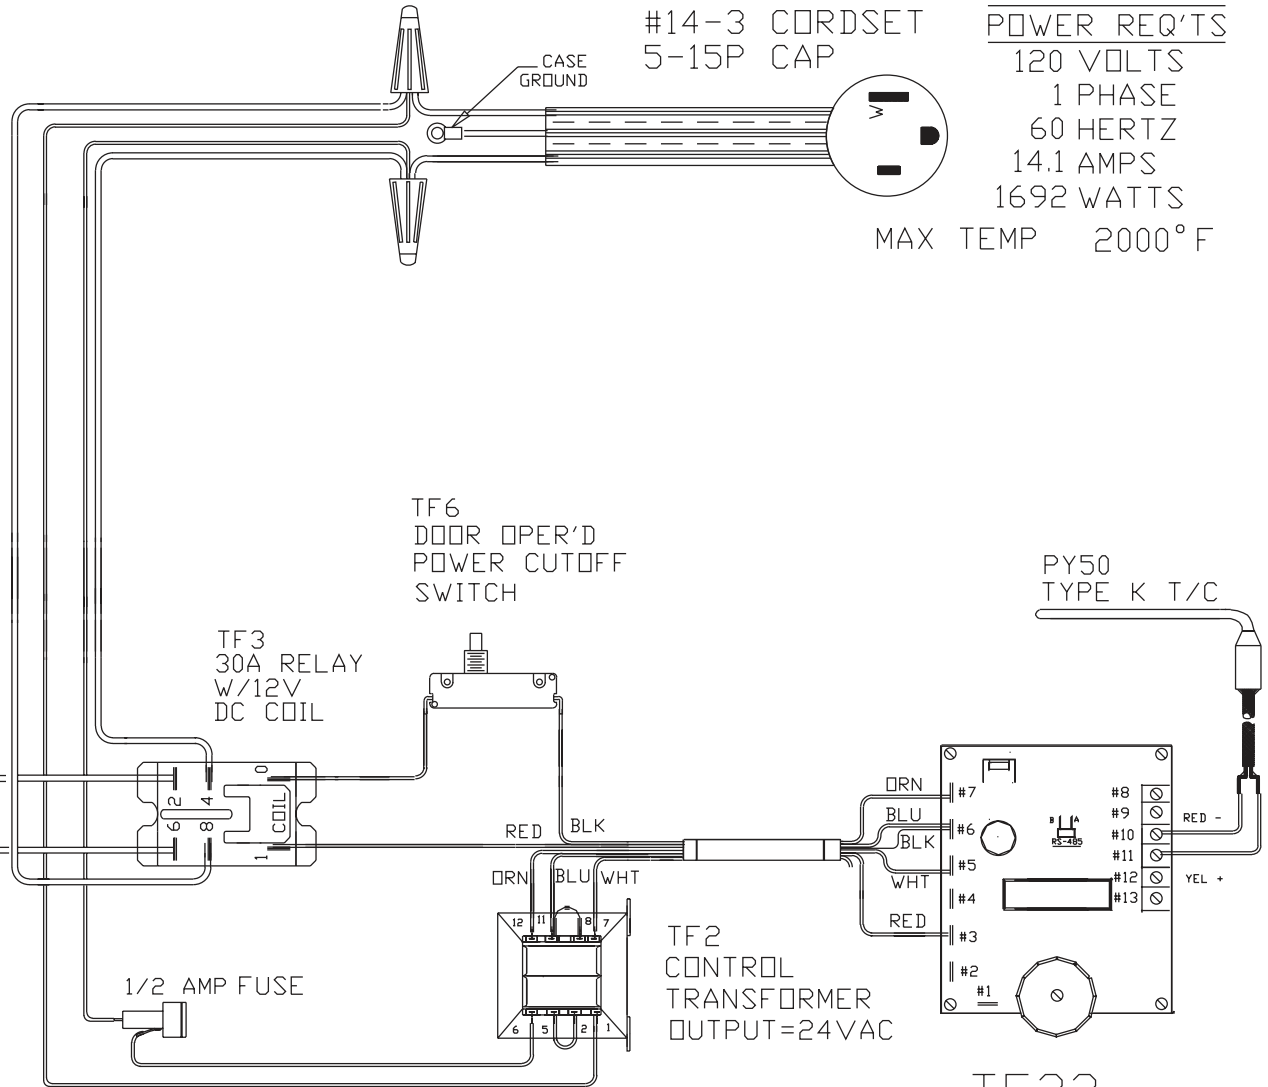 #14-3 CORDSET
5-15P CAP
POWER REQ'TS
120 VOLTS
1 PHASE
60 HERTZ
14.1 AMPS
1692 WATTS
MAX TEMP 2000°F
CASE
GROUND
W
TF6
DOOR OPER'D
POWER CUTOFF
SWITCH
PY50
TYPE K T/C
TF3
30A RELAY
W/12V
DC COIL
2
4
0
6
8
COIL
1
RED
BLK
ORN
BLU
WHT
ORN
BLU
BLK
WHT
RED
#7
#6
#5
#4
#3
#2
#1
B
A
RS-485
#8
#9
#10
#11
#12
#13
RED -
YEL +
12
11
8
7
6
5
2
1
TF2
CONTROL
TRANSFORMER
OUTPUT=24VAC
1/2 AMP FUSE